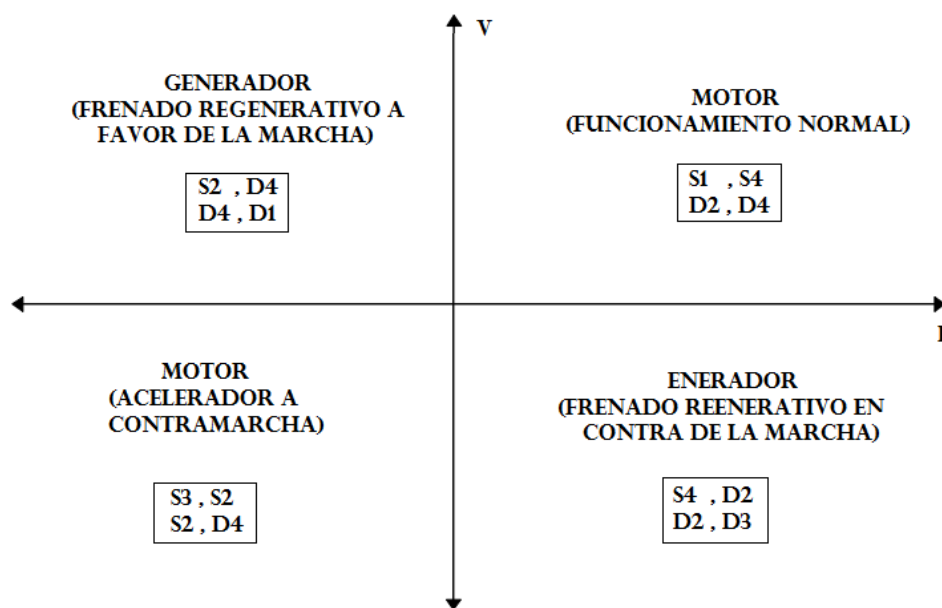 V
GENERADOR
(FRENADO REGENERATIVO A
FAVOR DE LA MARCHA)
S2 , D4
D4 , D1
MOTOR
(FUNCIONAMIENTO NORMAL)
S1 , S4
D2 , D4
I
MOTOR
(ACELERADOR A
CONTRAMARCHA)
S3 , S2
S2 , D4
ENERADOR
(FRENADO REENERATIVO EN
CONTRA DE LA MARCHA)
S4 , D2
D2 , D3